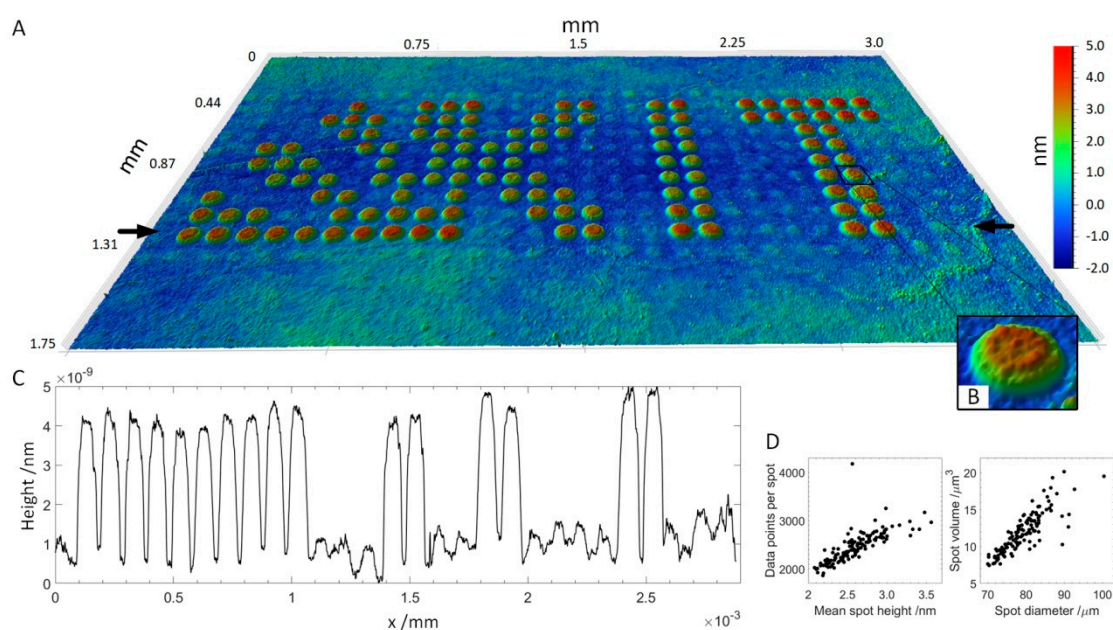 A
mm
0 0.75 1.5 2.25 3.0
0.44
0.87
1.31
1.75
mm
5.0
4.0
3.0
2.0
1.0
0.0
-1.0
-2.0
nm
B
C
×10⁻⁹
5
4
3
2
1
0
Height /nm
0 0.5 1 1.5 2 2.5
x /mm
×10⁻³
D
4000
3000
2000
Data points per spot
2 2.5 3.0 3.5
Mean spot height /nm
20
15
10
5
Spot volume /μm³
70 80 90 100
Spot diameter /μm